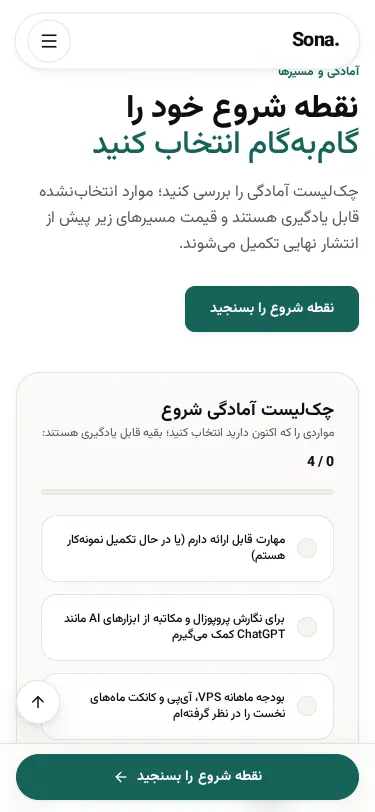 Sona.
آمادگی و مسیرها
نقطه شروع خود را
گام‌به‌گام انتخاب کنید
چک‌لیست آمادگی را بررسی کنید؛ موارد انتخاب‌نشده
قابل یادگیری هستند و قیمت مسیرهای زیر پیش از
انتشار نهایی تکمیل می‌شوند.
نقطه شروع را بسنجید
چک‌لیست آمادگی شروع
مواردی را که اکنون دارید انتخاب کنید؛ بقیه قابل یادگیری هستند:
4 / 0
مهارت قابل ارائه دارم (یا در حال تکمیل نمونه‌کار
هستم)
برای نگارش پروپوزال و مکاتبه از ابزارهای AI مانند
ChatGPT کمک می‌گیرم
بودجه ماهانه VPS، آی‌پی و کانکت ماه‌های
نخست را در نظر گرفته‌ام
نقطه شروع را بسنجید